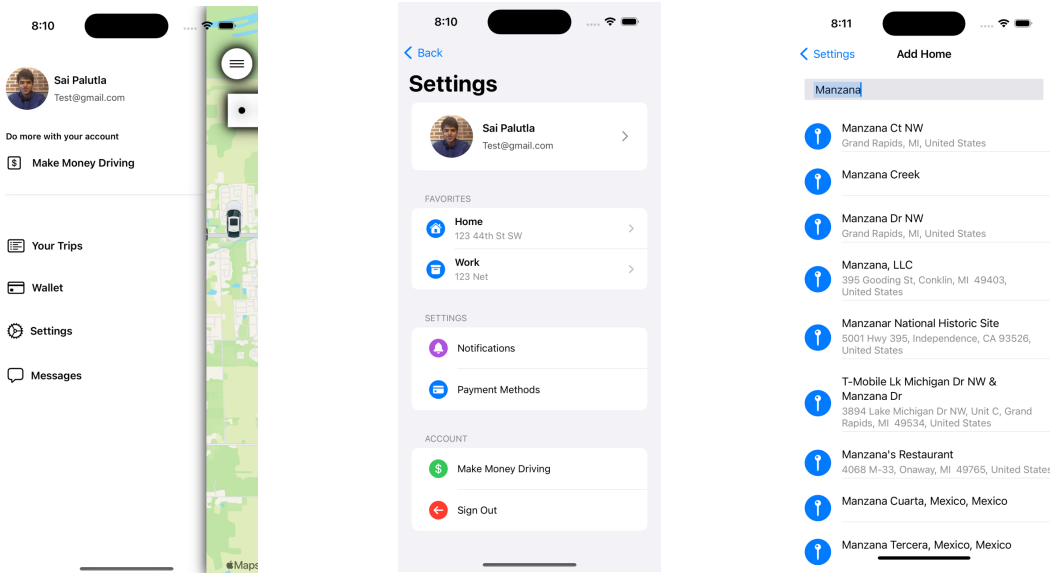 8:10
Sai Palutla
Test@gmail.com
Do more with your account
$ Make Money Driving
Your Trips
Wallet
Settings
Messages
Maps
8:10
Back
Settings
Sai Palutla
Test@gmail.com
FAVORITES
Home
123 44th St SW
Work
123 Net
SETTINGS
Notifications
Payment Methods
ACCOUNT
$ Make Money Driving
Sign Out
8:11
Settings Add Home
Manzana
Manzana Ct NW
Grand Rapids, MI, United States
Manzana Creek
Manzana Dr NW
Grand Rapids, MI, United States
Manzana, LLC
395 Gooding St, Conklin, MI 49403,
United States
Manzanar National Historic Site
5001 Hwy 395, Independence, CA 93526,
United States
T-Mobile Lk Michigan Dr NW &
Manzana Dr
3894 Lake Michigan Dr NW, Unit C, Grand
Rapids, MI 49534, United States
Manzana's Restaurant
4068 M-33, Onaway, MI 49765, United States
Manzana Cuarta, Mexico, Mexico
Manzana Tercera, Mexico, Mexico